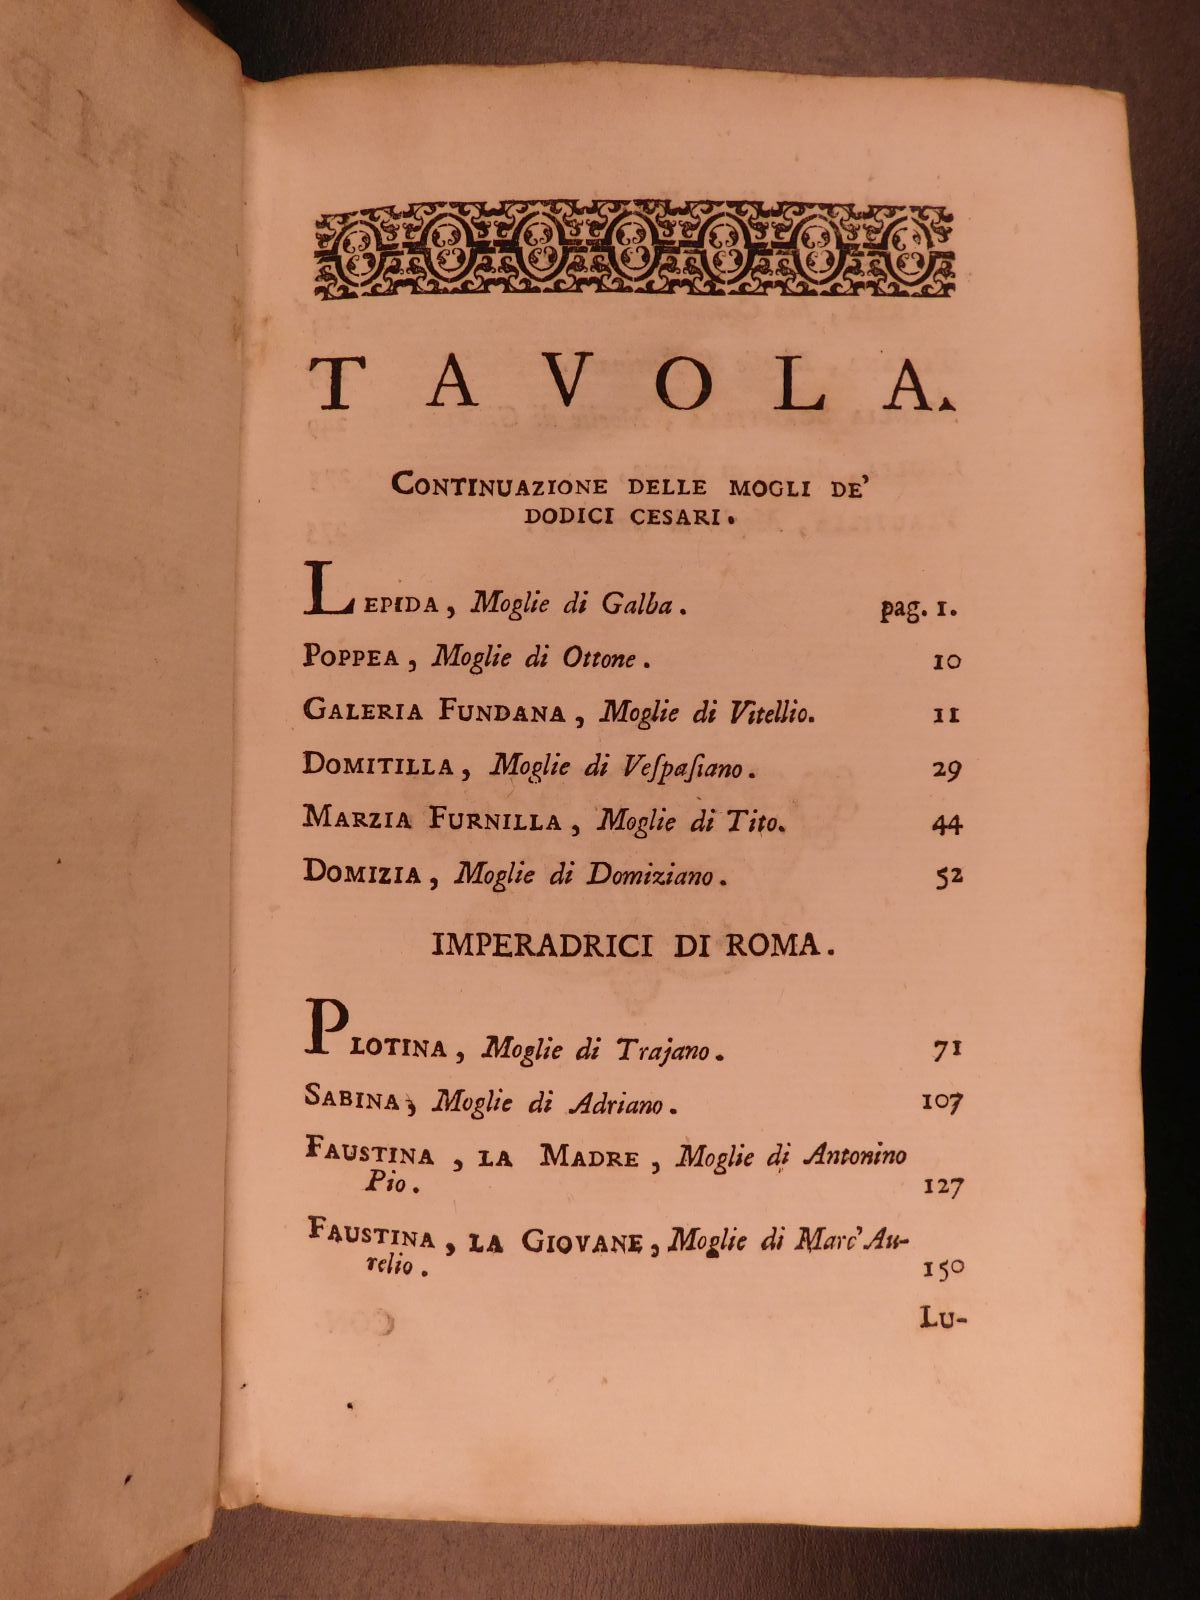 TAVOLA.
CONTINUAZIONE DELLE MOGLI DE'
DODICI CESARI.
LEPIDA, Moglie di Galba. pag. 1.
POPPEA, Moglie di Ottone. 10
GALERIA FUNDANA, Moglie di Vitellio. 11
DOMITILLA, Moglie di Veſpaſiano. 29
MARZIA FURNILLA, Moglie di Tito. 44
DOMIZIA, Moglie di Domiziano. 52
IMPERADRICI DI ROMA.
PLOTINA, Moglie di Trajano. 71
SABINA, Moglie di Adriano. 107
FAUSTINA, LA MADRE, Moglie di Antonino
Pio. 127
FAUSTINA, LA GIOVANE, Moglie di Marc' Au-
relio. 150
LU-